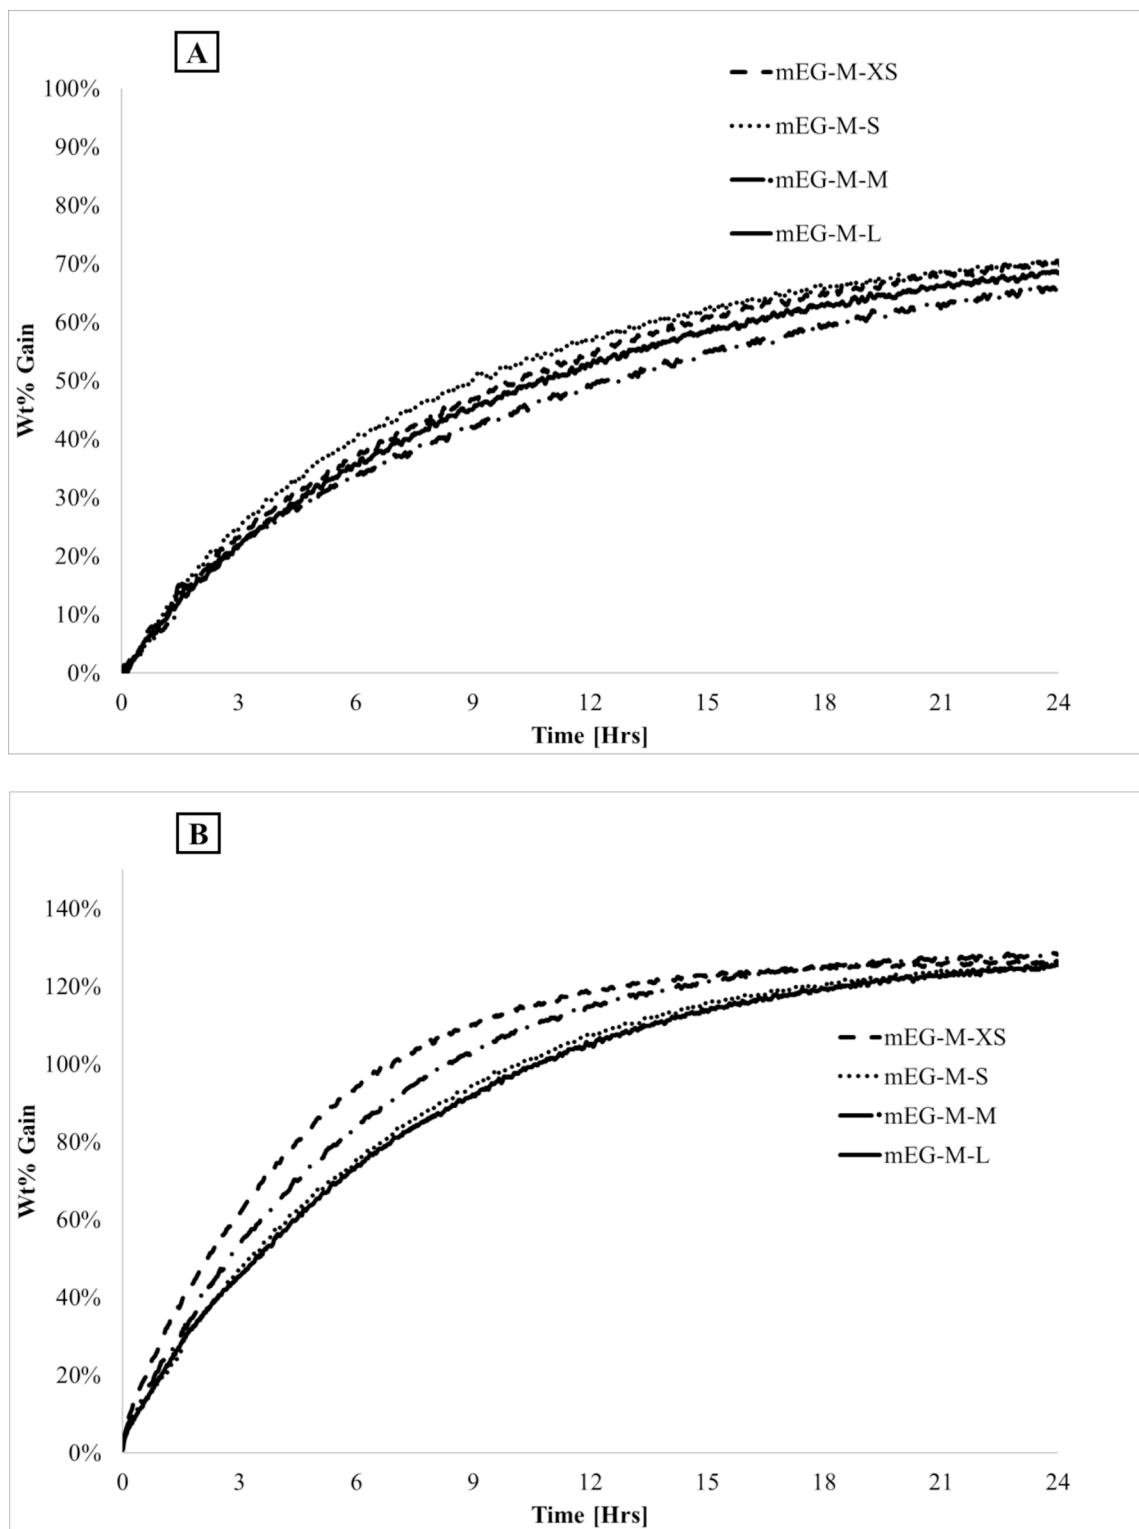 A
mEG-M-XS
mEG-M-S
mEG-M-M
mEG-M-L
100%
90%
80%
70%
60%
50%
40%
30%
20%
10%
0%
Wt% Gain
0 3 6 9 12 15 18 21 24
Time [Hrs]
B
140%
120%
100%
80%
60%
40%
20%
0%
Wt% Gain
mEG-M-XS
mEG-M-S
mEG-M-M
mEG-M-L
0 3 6 9 12 15 18 21 24
Time [Hrs]